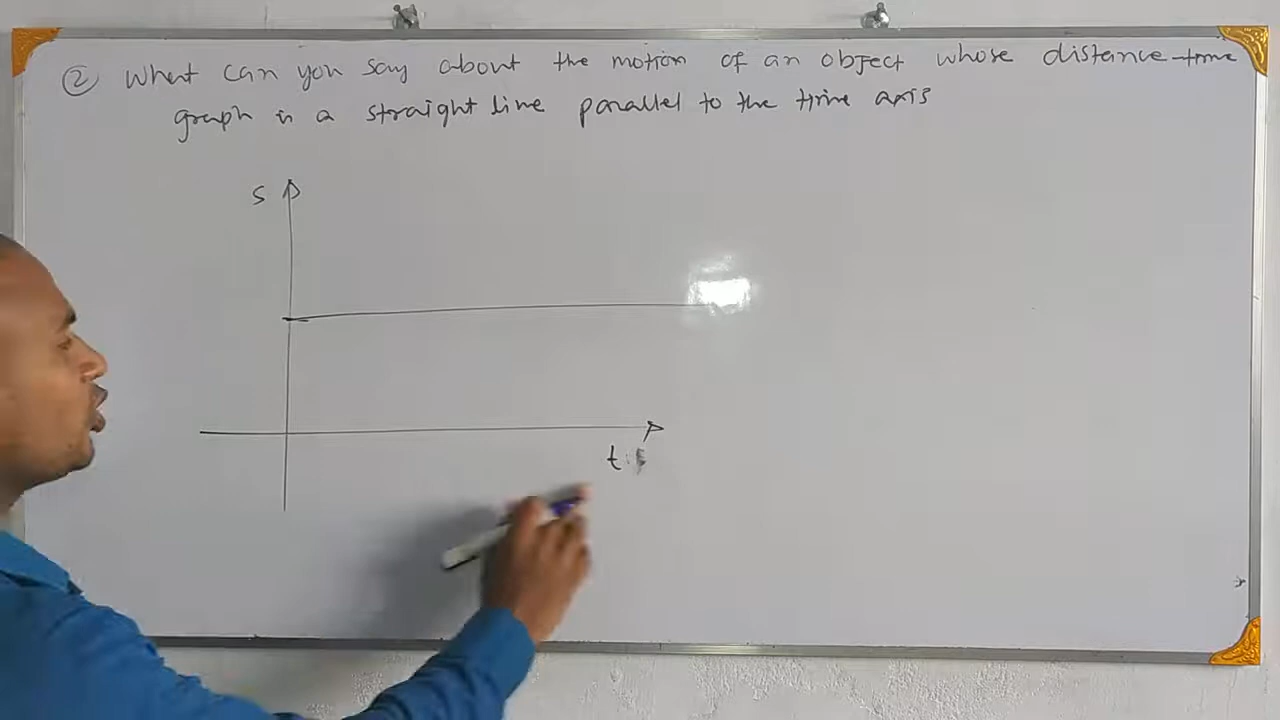 ② What can you say about the motion of an object whose distance-time
graph is a straight line parallel to the time axis
S
t